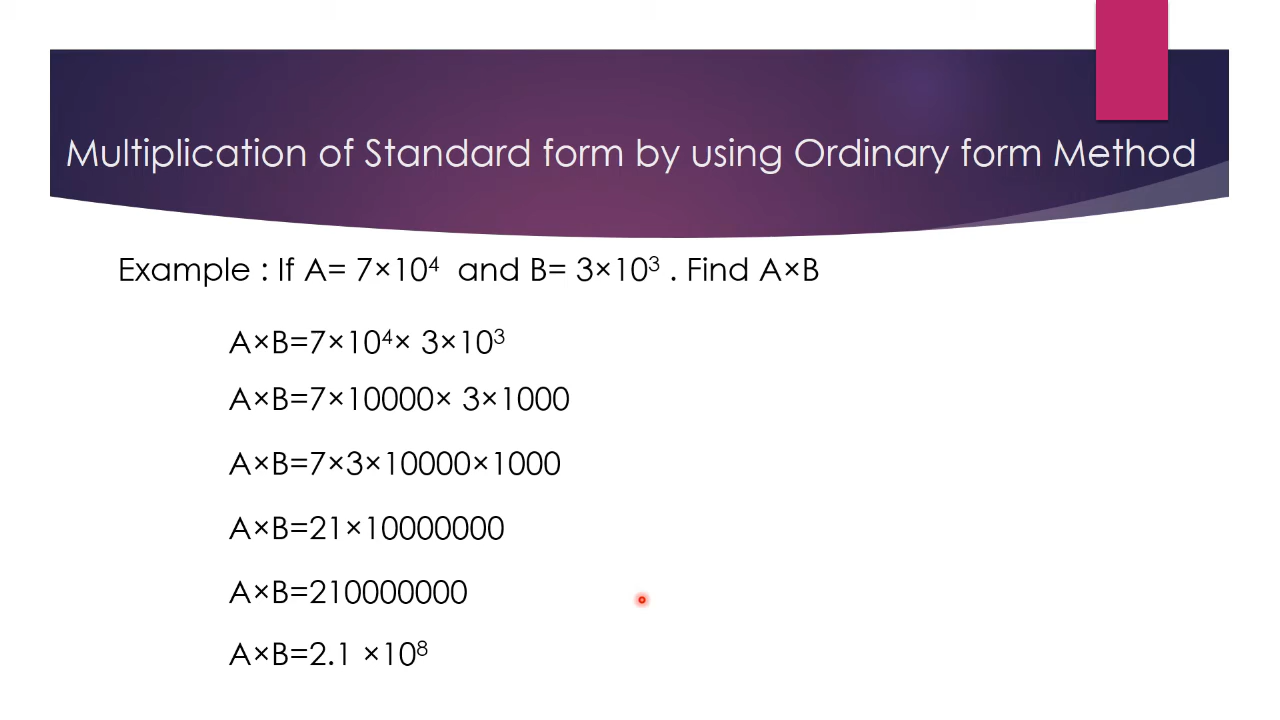 Multiplication of Standard form by using Ordinary form Method
Example : If A= 7×10⁴ and B= 3×10³ . Find A×B
A×B=7×10⁴× 3×10³
A×B=7×10000× 3×1000
A×B=7×3×10000×1000
A×B=21×10000000
A×B=210000000
A×B=2.1 ×10⁸